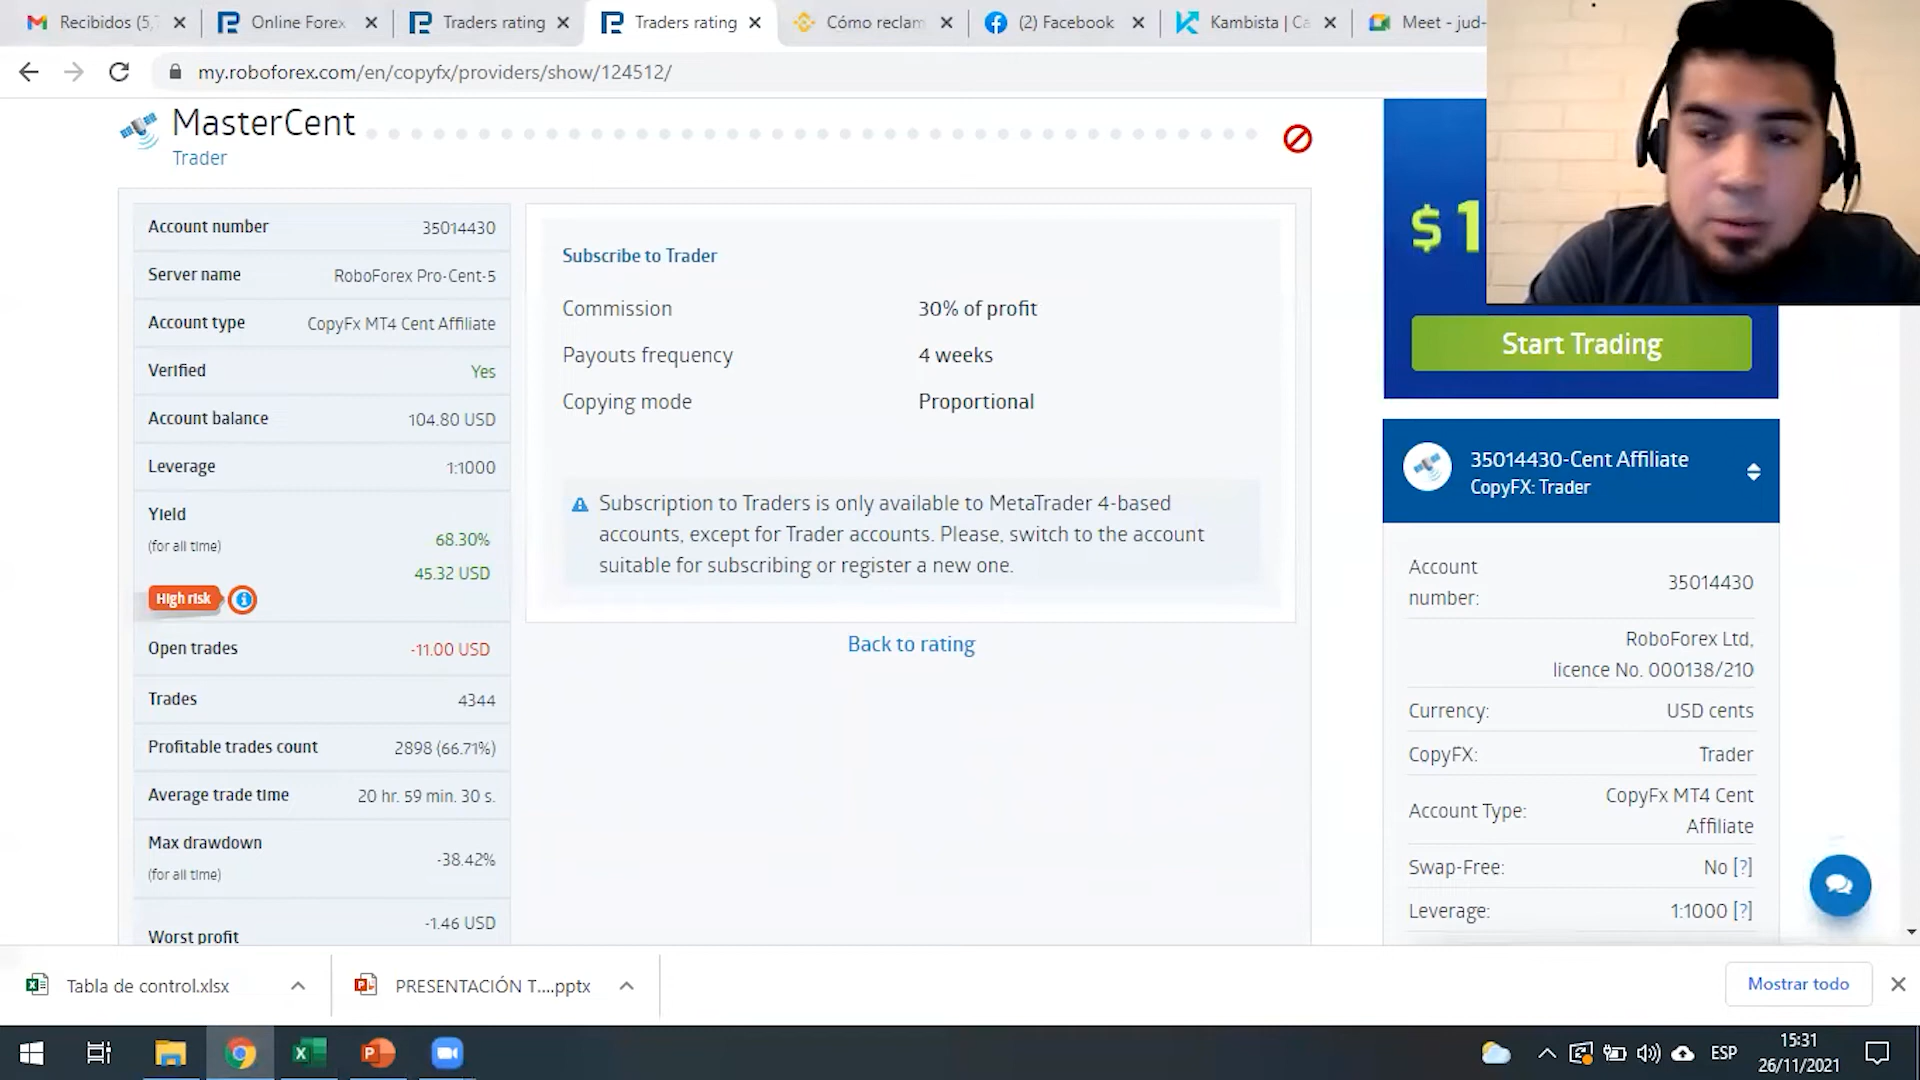 Recibidos (5,
Online Forex
Traders rating
Traders rating
Cómo reclam
(2) Facebook
Kambista | Ca
Meet - jud-
my.roboforex.com/en/copyfx/providers/show/124512/
MasterCent
Trader
Account number 35014430
Server name RoboForex Pro-Cent-5
Account type CopyFx MT4 Cent Affiliate
Verified Yes
Account balance 104.80 USD
Leverage 1:1000
Yield
(for all time) 68.30%
45.32 USD
High risk
Open trades -11.00 USD
Trades 4344
Profitable trades count 2898 (66.71%)
Average trade time 20 hr. 59 min. 30 s.
Max drawdown
(for all time) -38.42%
Worst profit -1.46 USD
Subscribe to Trader
Commission 30% of profit
Payouts frequency 4 weeks
Copying mode Proportional
Subscription to Traders is only available to MetaTrader 4-based
accounts, except for Trader accounts. Please, switch to the account
suitable for subscribing or register a new one.
Back to rating
$ 1
Start Trading
35014430-Cent Affiliate
CopyFX: Trader
Account
number: 35014430
RoboForex Ltd,
licence No. 000138/210
Currency: USD cents
CopyFX: Trader
Account Type: CopyFx MT4 Cent
Affiliate
Swap-Free: No [?]
Leverage: 1:1000 [?]
Tabla de control.xlsx
PRESENTACIÓN T....pptx
Mostrar todo
ESP
15:31
26/11/2021